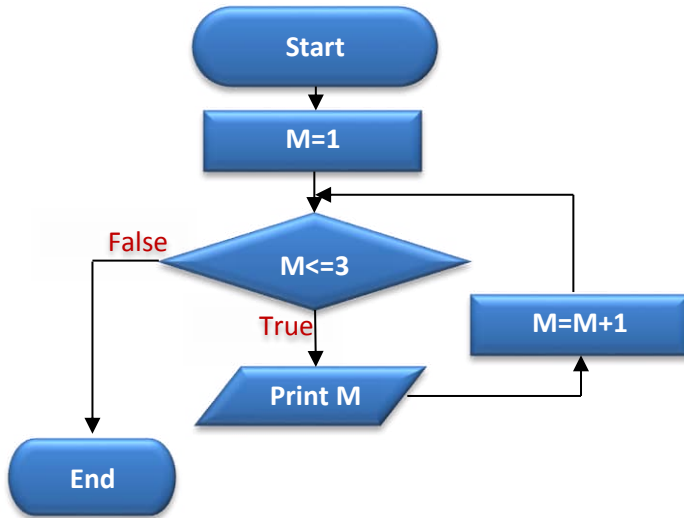 Start
M=1
False
M<=3
True
M=M+1
Print M
End